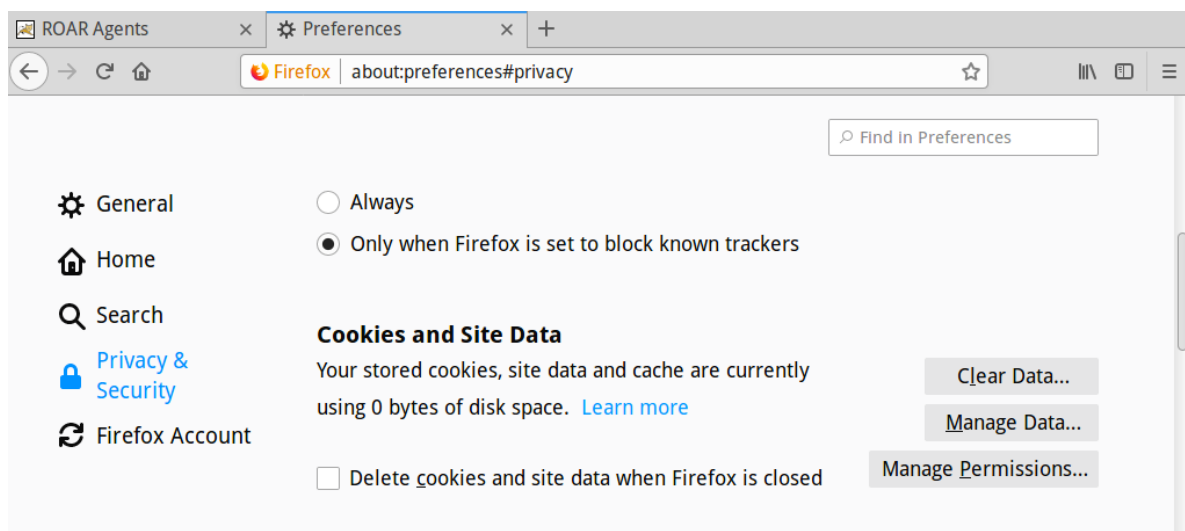 ROAR Agents
Preferences
Firefox about:preferences#privacy
Find in Preferences
General
Home
Search
Privacy &
Security
Firefox Account
Always
Only when Firefox is set to block known trackers
Cookies and Site Data
Your stored cookies, site data and cache are currently
using 0 bytes of disk space. Learn more
Clear Data...
Manage Data...
Manage Permissions...
Delete cookies and site data when Firefox is closed